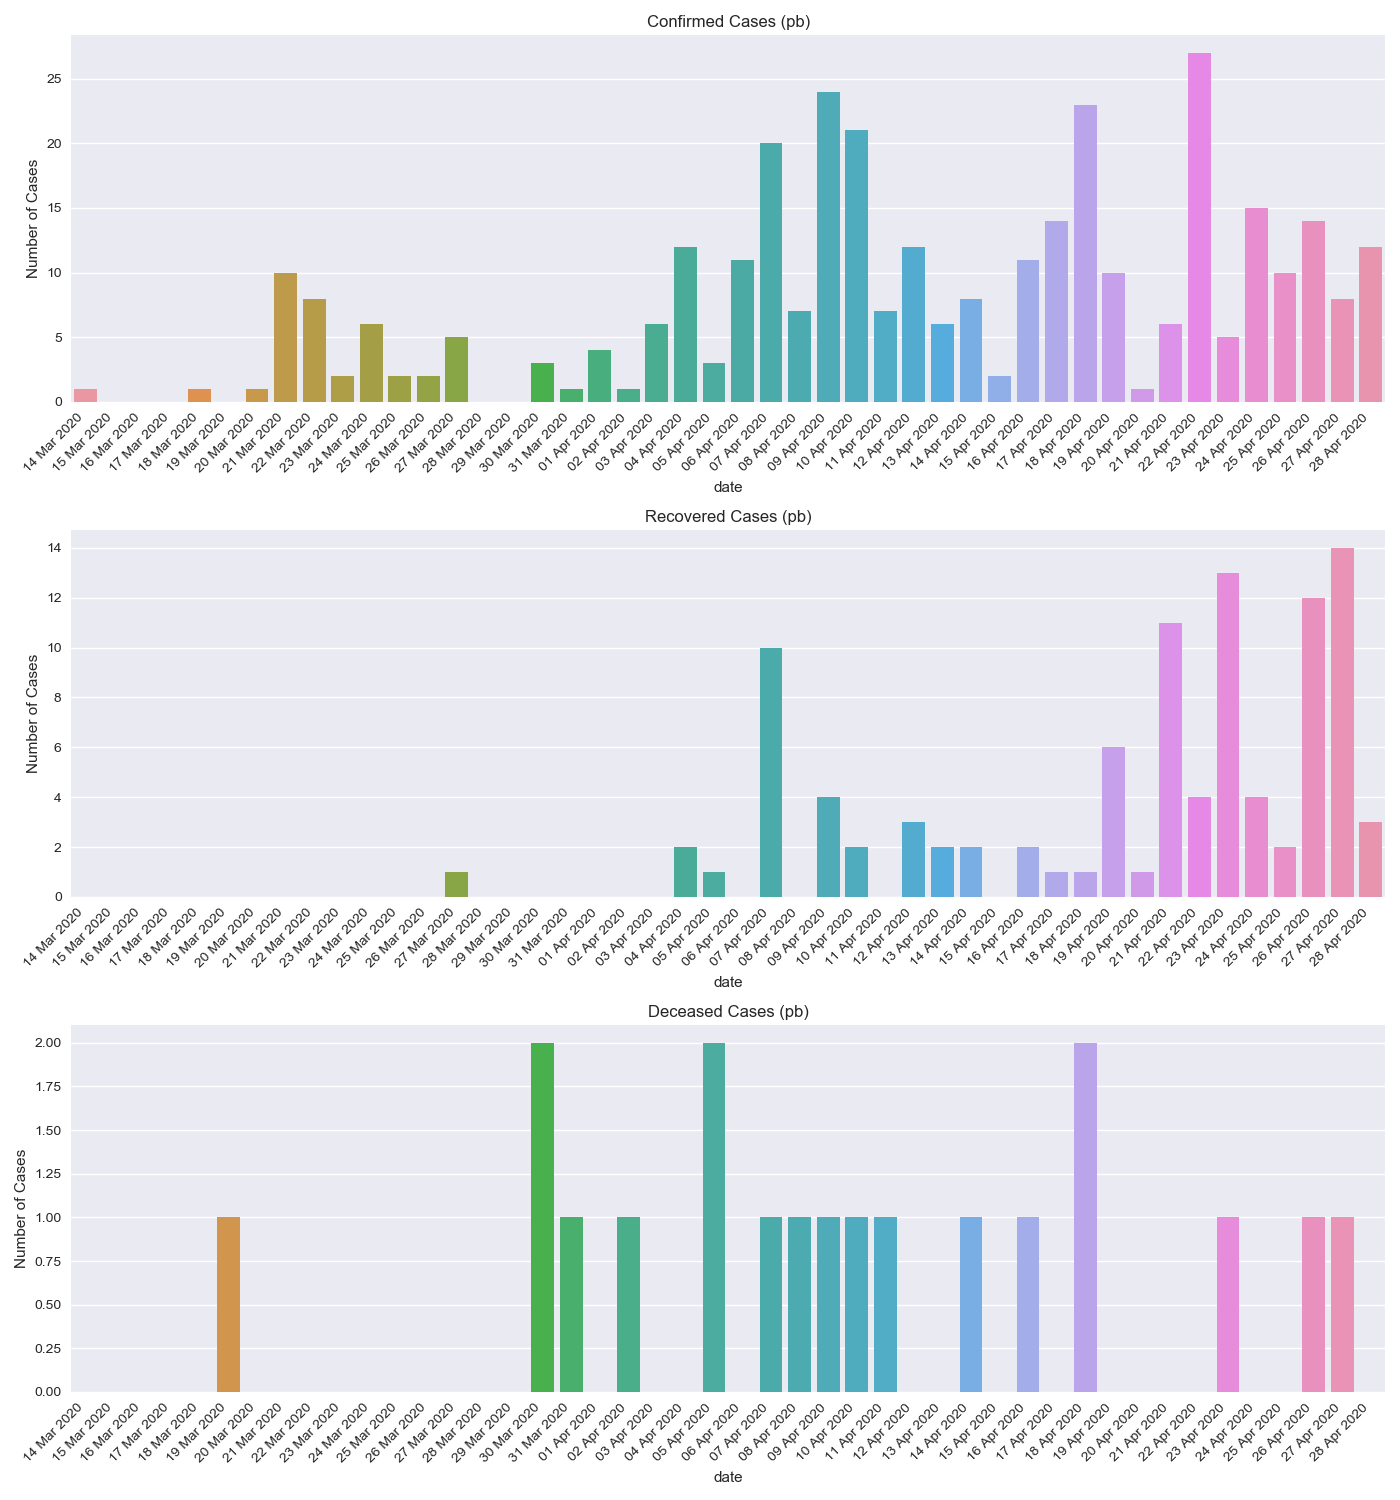 Confirmed Cases (pb)
Number of Cases
25
20
15
10
5
0
14 Mar 2020
15 Mar 2020
16 Mar 2020
17 Mar 2020
18 Mar 2020
19 Mar 2020
20 Mar 2020
21 Mar 2020
22 Mar 2020
23 Mar 2020
24 Mar 2020
25 Mar 2020
26 Mar 2020
27 Mar 2020
28 Mar 2020
29 Mar 2020
30 Mar 2020
31 Mar 2020
01 Apr 2020
02 Apr 2020
03 Apr 2020
04 Apr 2020
05 Apr 2020
06 Apr 2020
07 Apr 2020
08 Apr 2020
09 Apr 2020
10 Apr 2020
11 Apr 2020
12 Apr 2020
13 Apr 2020
14 Apr 2020
15 Apr 2020
16 Apr 2020
17 Apr 2020
18 Apr 2020
19 Apr 2020
20 Apr 2020
21 Apr 2020
22 Apr 2020
23 Apr 2020
24 Apr 2020
25 Apr 2020
26 Apr 2020
27 Apr 2020
28 Apr 2020
date
Recovered Cases (pb)
Number of Cases
14
12
10
8
6
4
2
0
14 Mar 2020
15 Mar 2020
16 Mar 2020
17 Mar 2020
18 Mar 2020
19 Mar 2020
20 Mar 2020
21 Mar 2020
22 Mar 2020
23 Mar 2020
24 Mar 2020
25 Mar 2020
26 Mar 2020
27 Mar 2020
28 Mar 2020
29 Mar 2020
30 Mar 2020
31 Mar 2020
01 Apr 2020
02 Apr 2020
03 Apr 2020
04 Apr 2020
05 Apr 2020
06 Apr 2020
07 Apr 2020
08 Apr 2020
09 Apr 2020
10 Apr 2020
11 Apr 2020
12 Apr 2020
13 Apr 2020
14 Apr 2020
15 Apr 2020
16 Apr 2020
17 Apr 2020
18 Apr 2020
19 Apr 2020
20 Apr 2020
21 Apr 2020
22 Apr 2020
23 Apr 2020
24 Apr 2020
25 Apr 2020
26 Apr 2020
27 Apr 2020
28 Apr 2020
date
Deceased Cases (pb)
Number of Cases
2.00
1.75
1.50
1.25
1.00
0.75
0.50
0.25
0.00
14 Mar 2020
15 Mar 2020
16 Mar 2020
17 Mar 2020
18 Mar 2020
19 Mar 2020
20 Mar 2020
21 Mar 2020
22 Mar 2020
23 Mar 2020
24 Mar 2020
25 Mar 2020
26 Mar 2020
27 Mar 2020
28 Mar 2020
29 Mar 2020
30 Mar 2020
31 Mar 2020
01 Apr 2020
02 Apr 2020
03 Apr 2020
04 Apr 2020
05 Apr 2020
06 Apr 2020
07 Apr 2020
08 Apr 2020
09 Apr 2020
10 Apr 2020
11 Apr 2020
12 Apr 2020
13 Apr 2020
14 Apr 2020
15 Apr 2020
16 Apr 2020
17 Apr 2020
18 Apr 2020
19 Apr 2020
20 Apr 2020
21 Apr 2020
22 Apr 2020
23 Apr 2020
24 Apr 2020
25 Apr 2020
26 Apr 2020
27 Apr 2020
28 Apr 2020
date